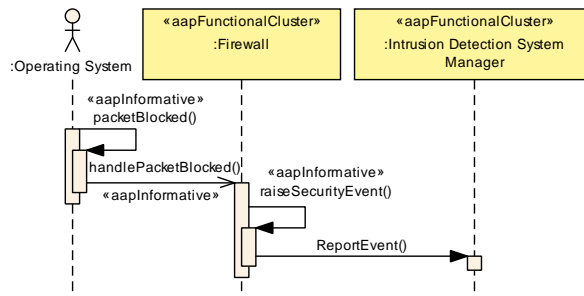 «aapFunctionalCluster»
:Firewall
«aapFunctionalCluster»
:Intrusion Detection System
Manager
:Operating System
«aapInformative»
packetBlocked()
handlePacketBlocked()
«aapInformative»
«aapInformative»
raiseSecurityEvent()
ReportEvent()